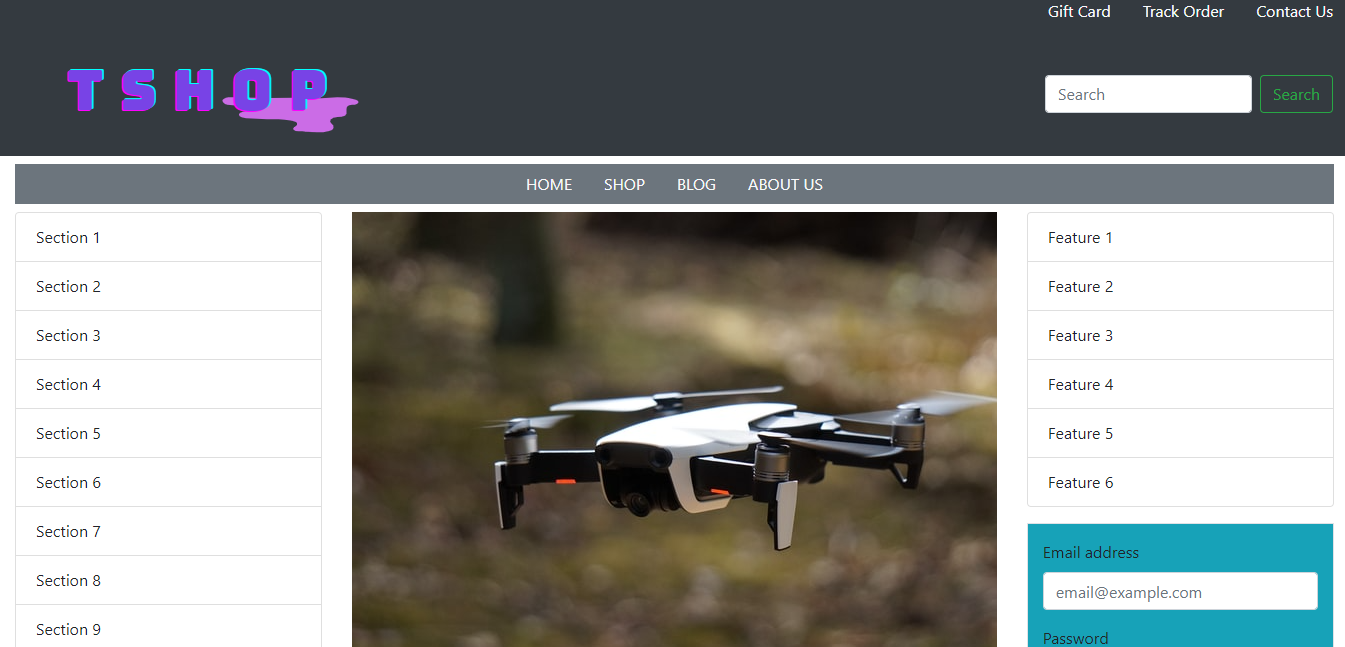 Gift Card Track Order Contact Us
TSHOP
Search Search
HOME SHOP BLOG ABOUT US
Section 1
Section 2
Section 3
Section 4
Section 5
Section 6
Section 7
Section 8
Section 9
Feature 1
Feature 2
Feature 3
Feature 4
Feature 5
Feature 6
Email address
email@example.com
Password